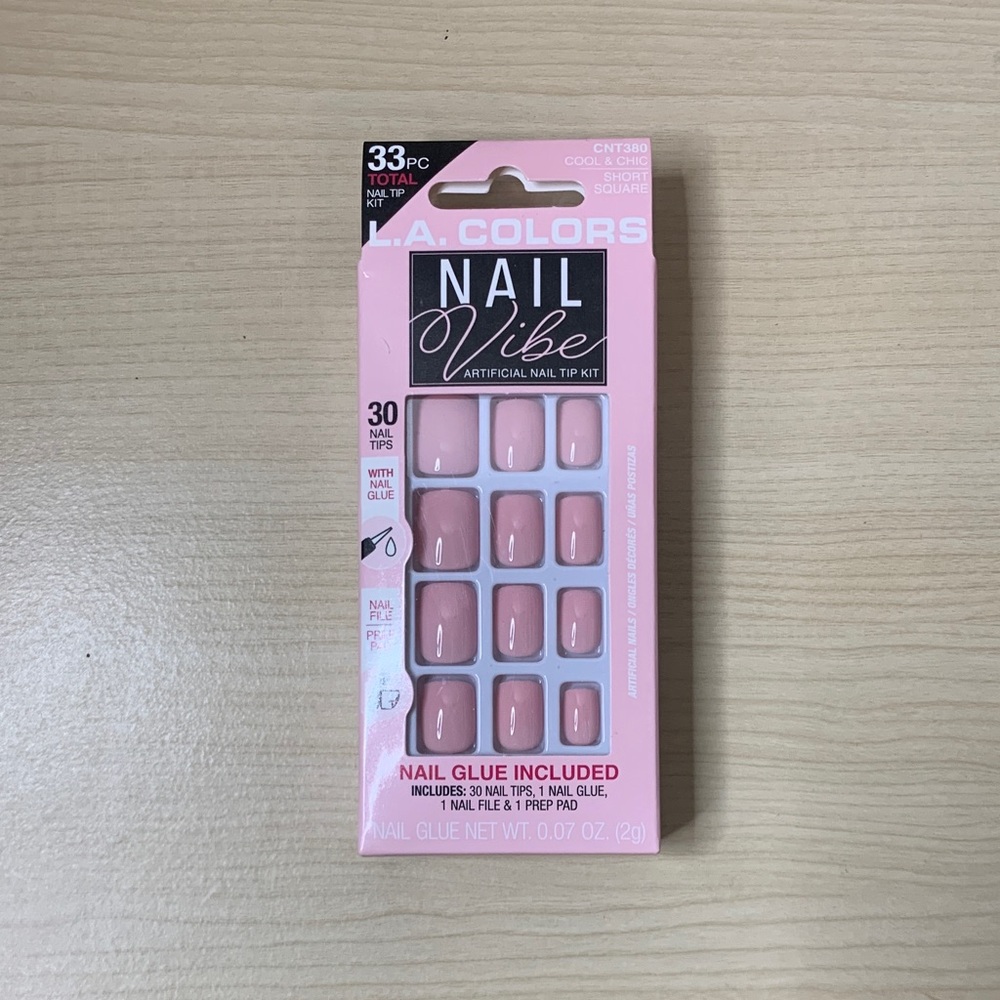 33PC
TOTAL
NAIL TIP
KIT
CNT380
COOL & CHIC
SHORT
SQUARE
L.A. COLORS
NAIL
Vibe
ARTIFICIAL NAIL TIP KIT
30
NAIL
TIPS
WITH
NAIL
GLUE
NAIL
FILE
PREP
PAD
ARTIFICIAL NAILS / ONGLES DÉCORÉS / UÑAS POSTIZAS
NAIL GLUE INCLUDED
INCLUDES: 30 NAIL TIPS, 1 NAIL GLUE,
1 NAIL FILE & 1 PREP PAD
NAIL GLUE NET WT. 0.07 OZ. (2g)